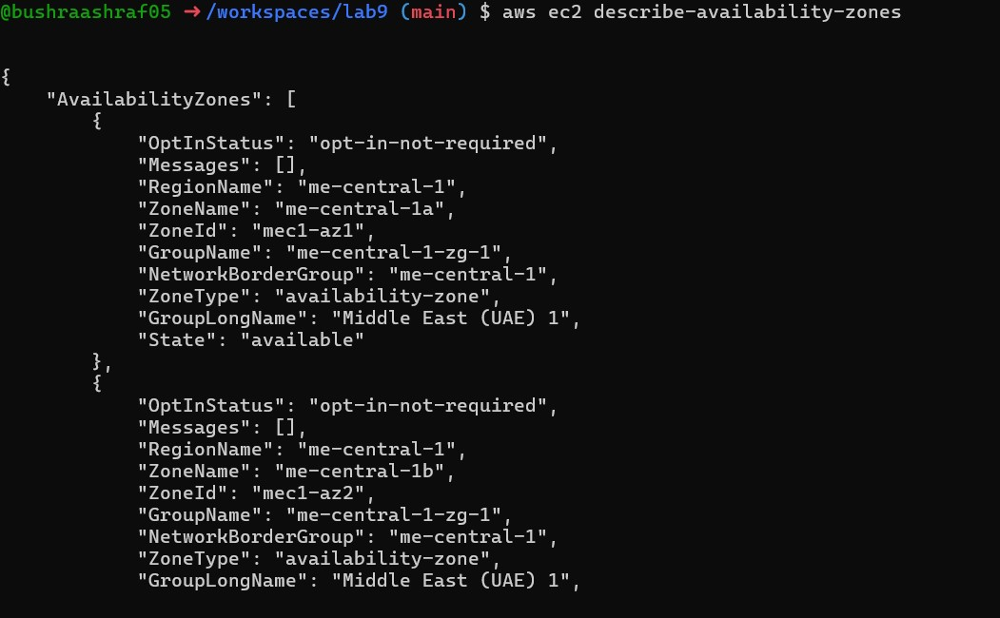 @bushraashraf05 ➜ /workspaces/lab9 (main) $ aws ec2 describe-availability-zones
{
    "AvailabilityZones": [
        {
            "OptInStatus": "opt-in-not-required",
            "Messages": [],
            "RegionName": "me-central-1",
            "ZoneName": "me-central-1a",
            "ZoneId": "mec1-az1",
            "GroupName": "me-central-1-zg-1",
            "NetworkBorderGroup": "me-central-1",
            "ZoneType": "availability-zone",
            "GroupLongName": "Middle East (UAE) 1",
            "State": "available"
        },
        {
            "OptInStatus": "opt-in-not-required",
            "Messages": [],
            "RegionName": "me-central-1",
            "ZoneName": "me-central-1b",
            "ZoneId": "mec1-az2",
            "GroupName": "me-central-1-zg-1",
            "NetworkBorderGroup": "me-central-1",
            "ZoneType": "availability-zone",
            "GroupLongName": "Middle East (UAE) 1",